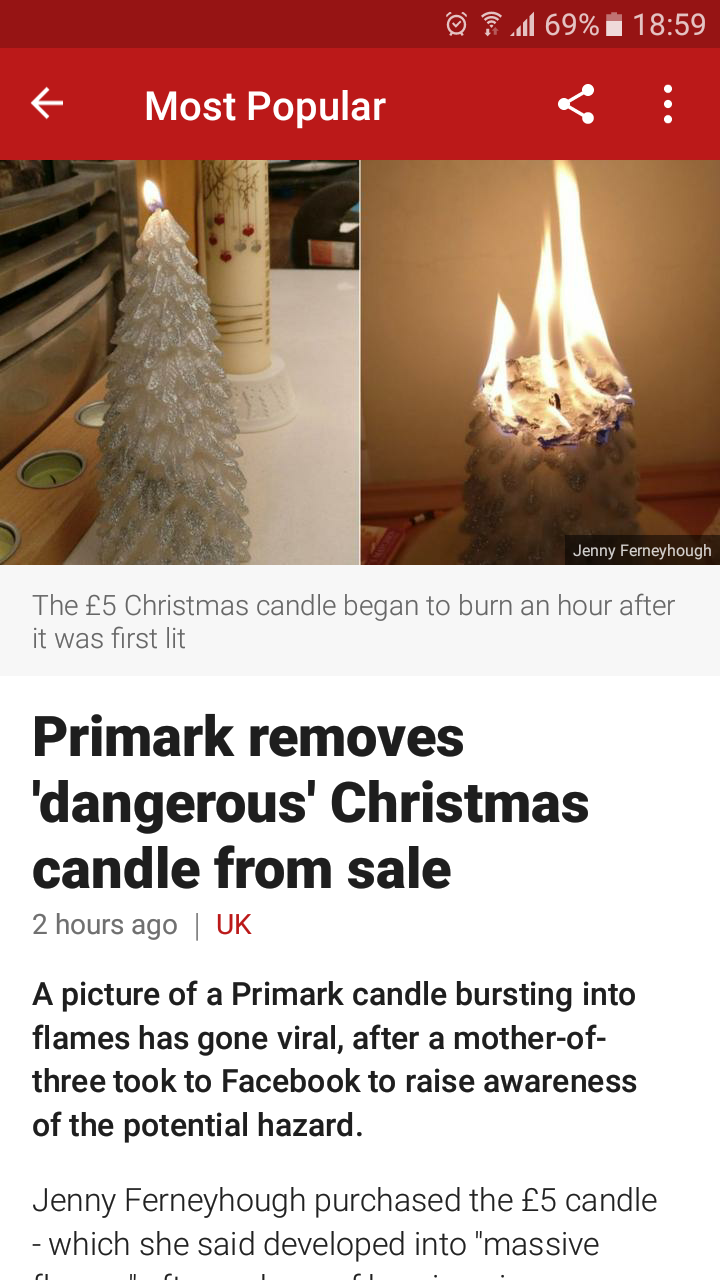 69% 18:59
Most Popular
Jenny Ferneyhough
The £5 Christmas candle began to burn an hour after
it was first lit
Primark removes
'dangerous' Christmas
candle from sale
2 hours ago | UK
A picture of a Primark candle bursting into
flames has gone viral, after a mother-of-
three took to Facebook to raise awareness
of the potential hazard.
Jenny Ferneyhough purchased the £5 candle
- which she said developed into "massive